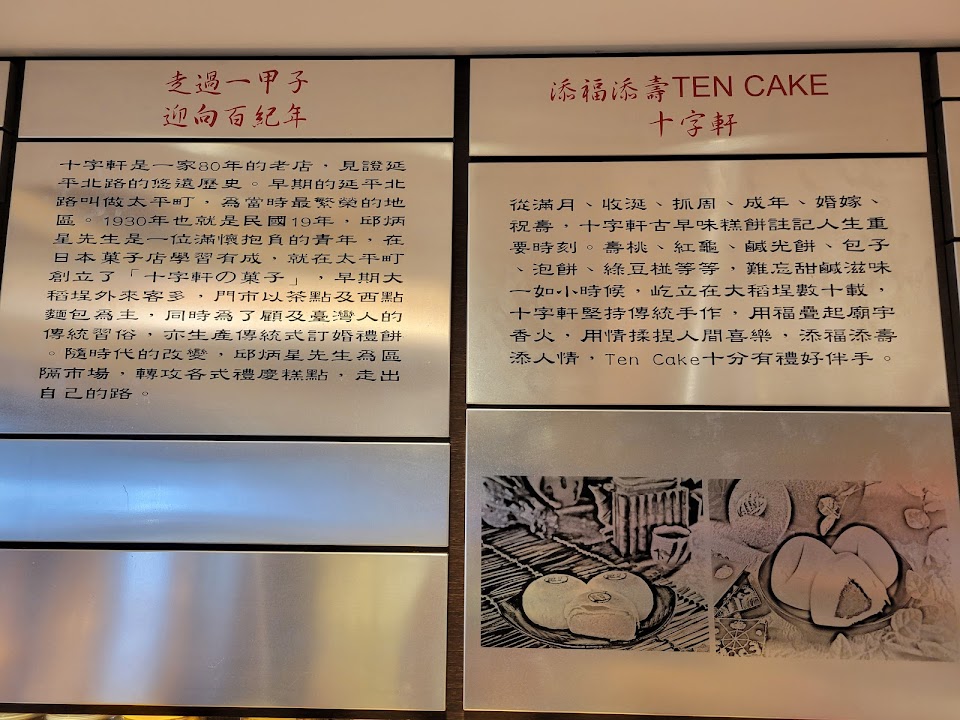 走過一甲子
迎向百紀年
十字軒是一家80年的老店，見證延
平北路的悠遠歷史。早期的延平北
路叫做太平町，為當時最繁榮的地
區。1930年也就是民國19年，邱炳
星先生是一位滿懷抱負的青年，在
日本菓子店學習有成，就在太平町
創立了「十字軒の菓子」，早期大
稻埕外來客多，門市以茶點及西點
麵包為主，同時為了顧及臺灣人的
傳統習俗，亦生產傳統式訂婚禮餅
。隨時代的改變，邱炳星先生為區
隔市場，轉攻各式禮慶糕點，走出
自己的路。
添福添壽TEN CAKE
十字軒
從滿月、收涎、抓周、成年、婚嫁、
祝壽，十字軒古早味糕餅註記人生重
要時刻。壽桃、紅龜、鹹光餅、包子
、泡餅、綠豆椪等等，難忘甜鹹滋味
一如小時候，屹立在大稻埕數十載，
十字軒堅持傳統手作，用福疊起廟宇
香火，用情揉捏人間喜樂，添福添壽
添人情，Ten Cake十分有禮好伴手。